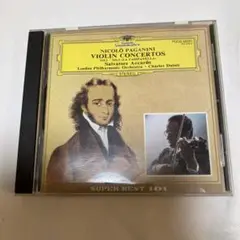 NICOLÒ PAGANINI
VIOLIN CONCERTOS
Salvatore Accardo
London Philharmonic Orchestra · Charles Dutoit
SUPER BEST 101